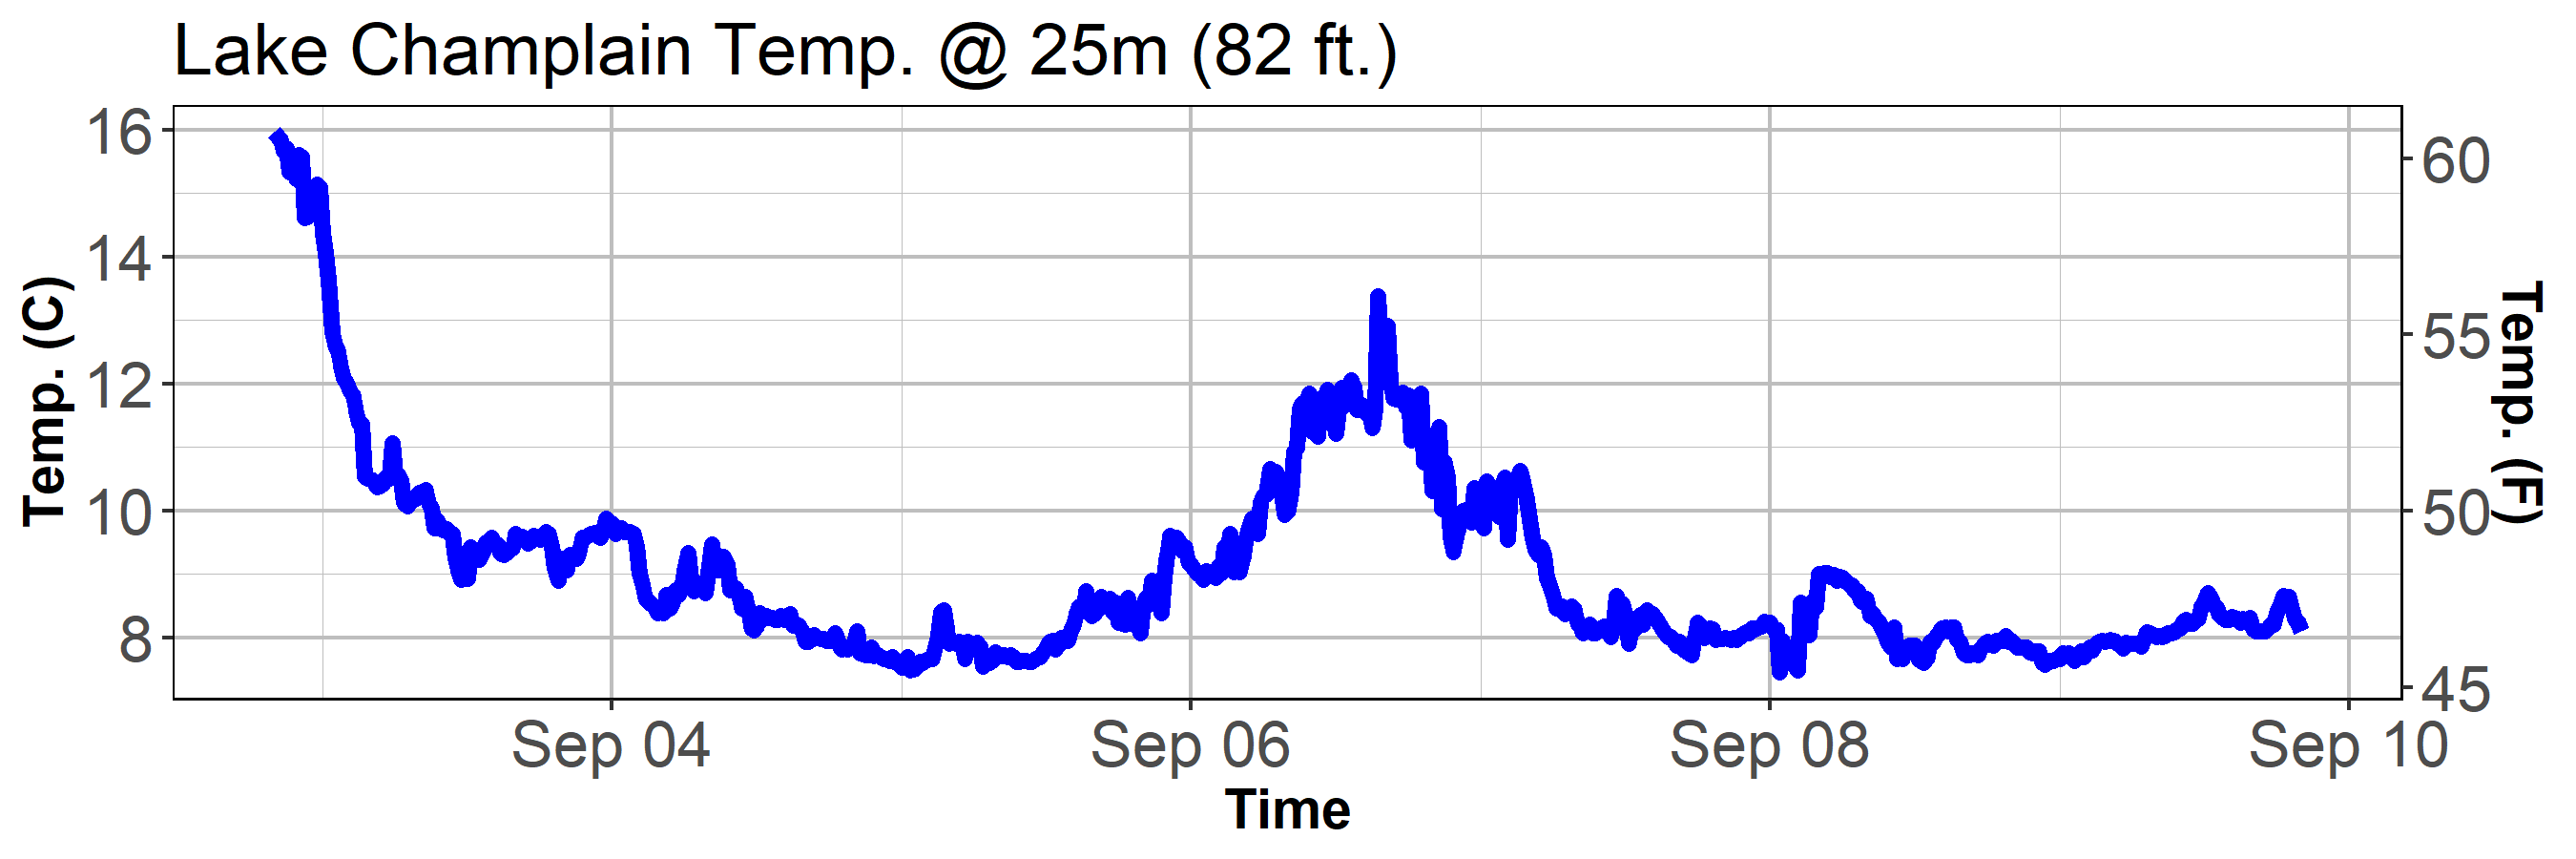 Lake Champlain Temp. @ 25m (82 ft.)
Temp. (C)
16
14
12
10
8
60
55
50
45
Temp. (F)
Sep 04
Sep 06
Sep 08
Sep 10
Time